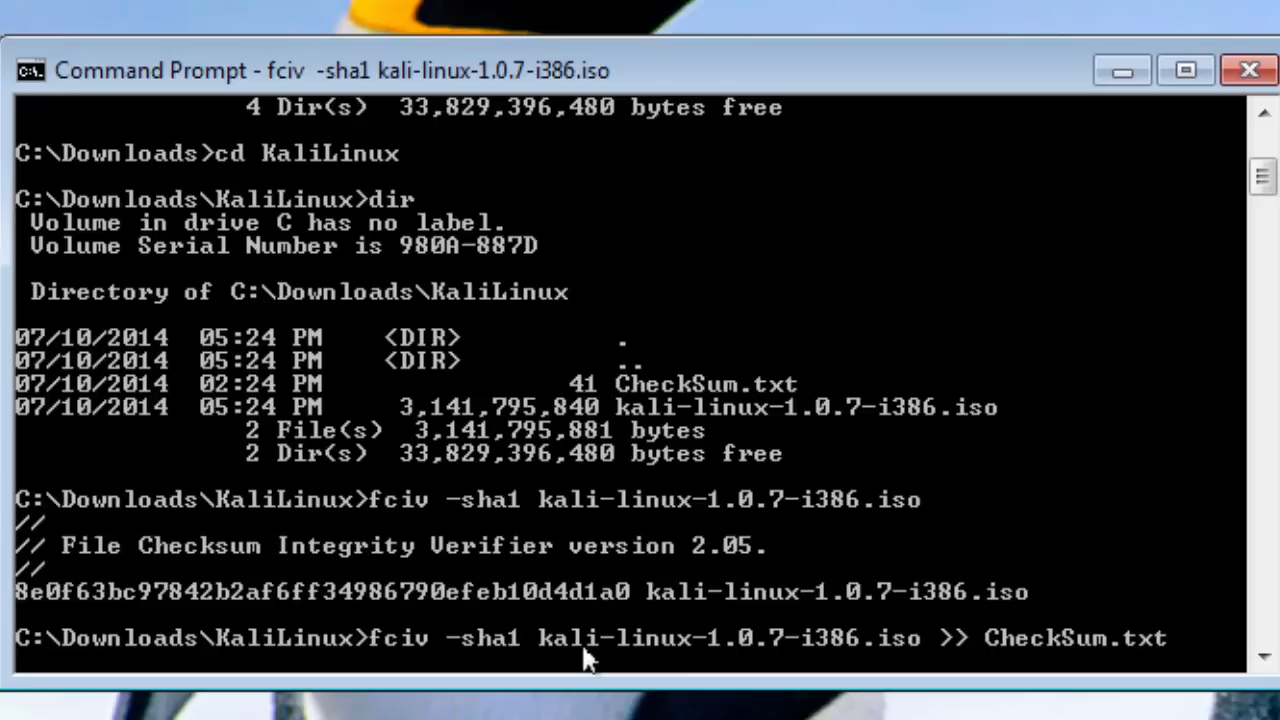 Command Prompt - fciv -sha1 kali-linux-1.0.7-i386.iso
4 Dir(s) 33,829,396,480 bytes free
C:\Downloads>cd KaliLinux
C:\Downloads\KaliLinux>dir
Volume in drive C has no label.
Volume Serial Number is 980A-887D
Directory of C:\Downloads\KaliLinux
07/10/2014 05:24 PM <DIR> .
07/10/2014 05:24 PM <DIR> ..
07/10/2014 02:24 PM 41 CheckSum.txt
07/10/2014 05:24 PM 3,141,795,840 kali-linux-1.0.7-i386.iso
2 File(s) 3,141,795,881 bytes
2 Dir(s) 33,829,396,480 bytes free
C:\Downloads\KaliLinux>fciv -sha1 kali-linux-1.0.7-i386.iso
//
// File Checksum Integrity Verifier version 2.05.
//
8e0f63bc97842b2af6ff34986790efeb10d4d1a0 kali-linux-1.0.7-i386.iso
C:\Downloads\KaliLinux>fciv -sha1 kali-linux-1.0.7-i386.iso >> CheckSum.txt